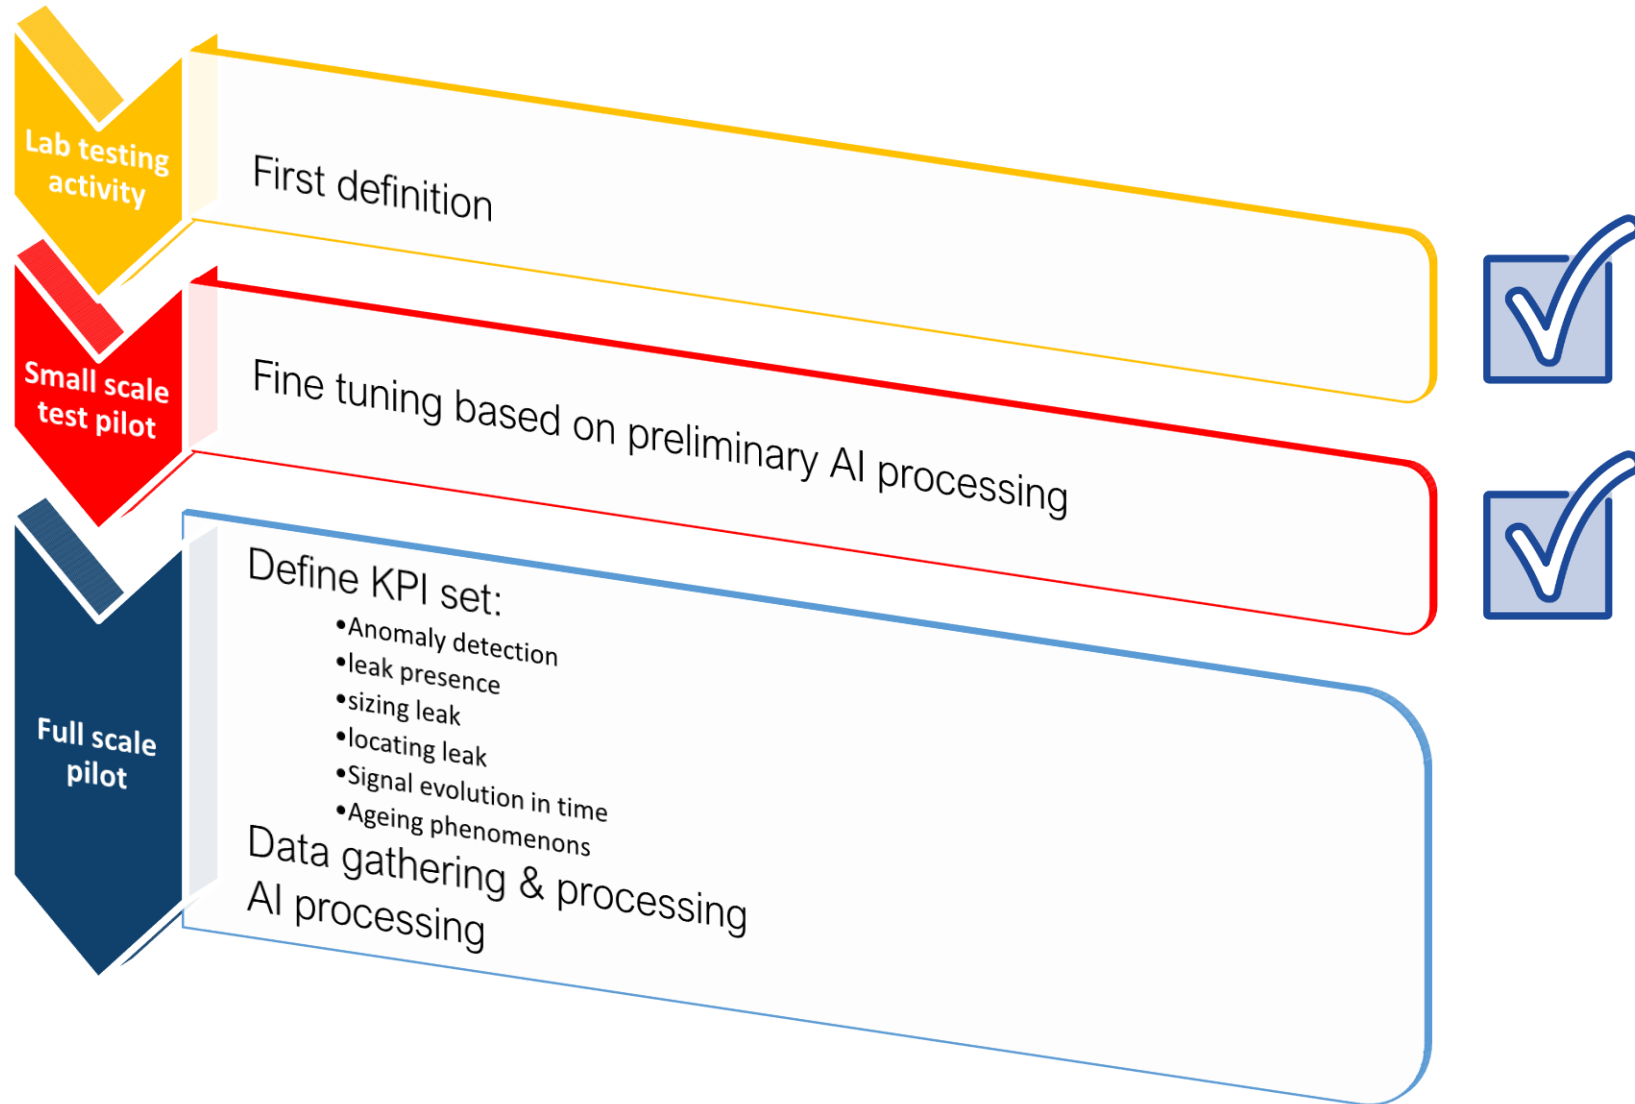 Lab testing
activity
First definition
Small scale
test pilot
Fine tuning based on preliminary AI processing
Full scale
pilot
Define KPI set:
•Anomaly detection
•leak presence
•sizing leak
•locating leak
•Signal evolution in time
•Ageing phenomenons
Data gathering & processing
AI processing